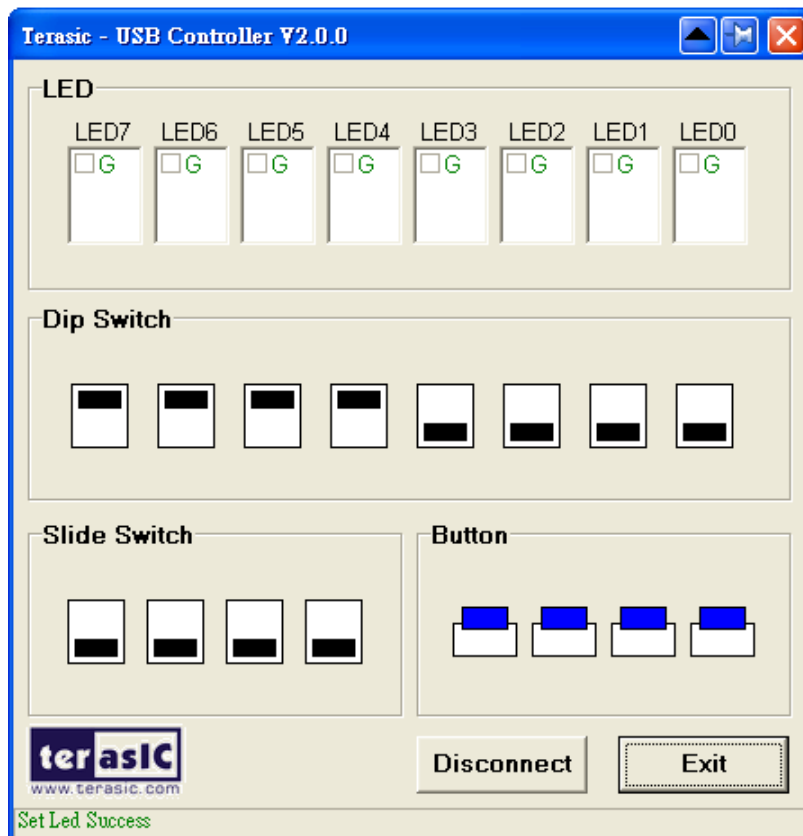 Terasic - USB Controller V2.0.0
LED
LED7 LED6 LED5 LED4 LED3 LED2 LED1 LED0
G G G G G G G G
Dip Switch
Slide Switch Button
terasIC
www.terasic.com
Disconnect Exit
Set Led Success